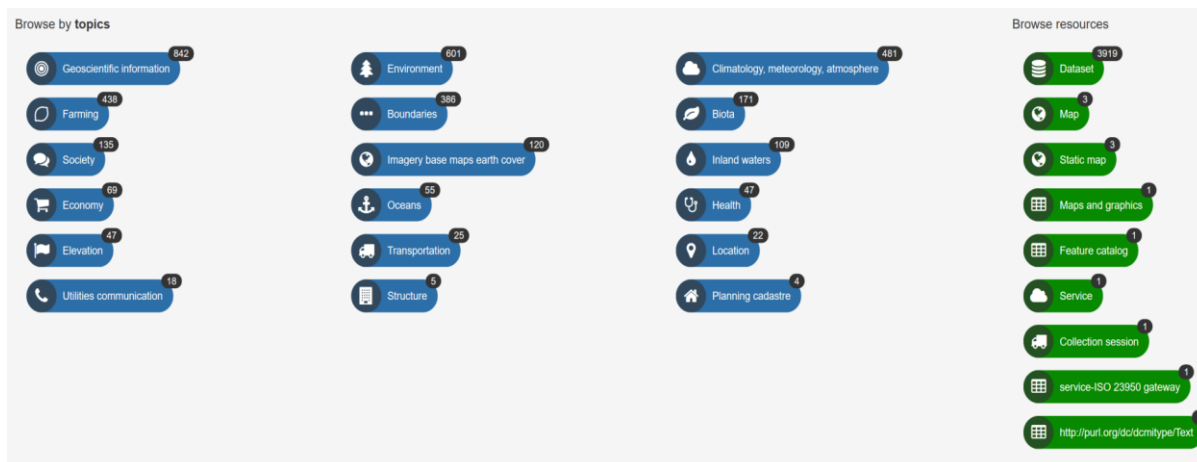 Browse by topics
842
Geoscientific information
438
Farming
135
Society
69
Economy
47
Elevation
18
Utilities communication
601
Environment
386
Boundaries
120
Imagery base maps earth cover
55
Oceans
25
Transportation
5
Structure
481
Climatology, meteorology, atmosphere
171
Biota
109
Inland waters
47
Health
22
Location
4
Planning cadastre
Browse resources
3919
Dataset
3
Map
3
Static map
1
Maps and graphics
1
Feature catalog
1
Service
1
Collection session
1
service-ISO 23950 gateway
http://purl.org/dc/dcmitype/Text